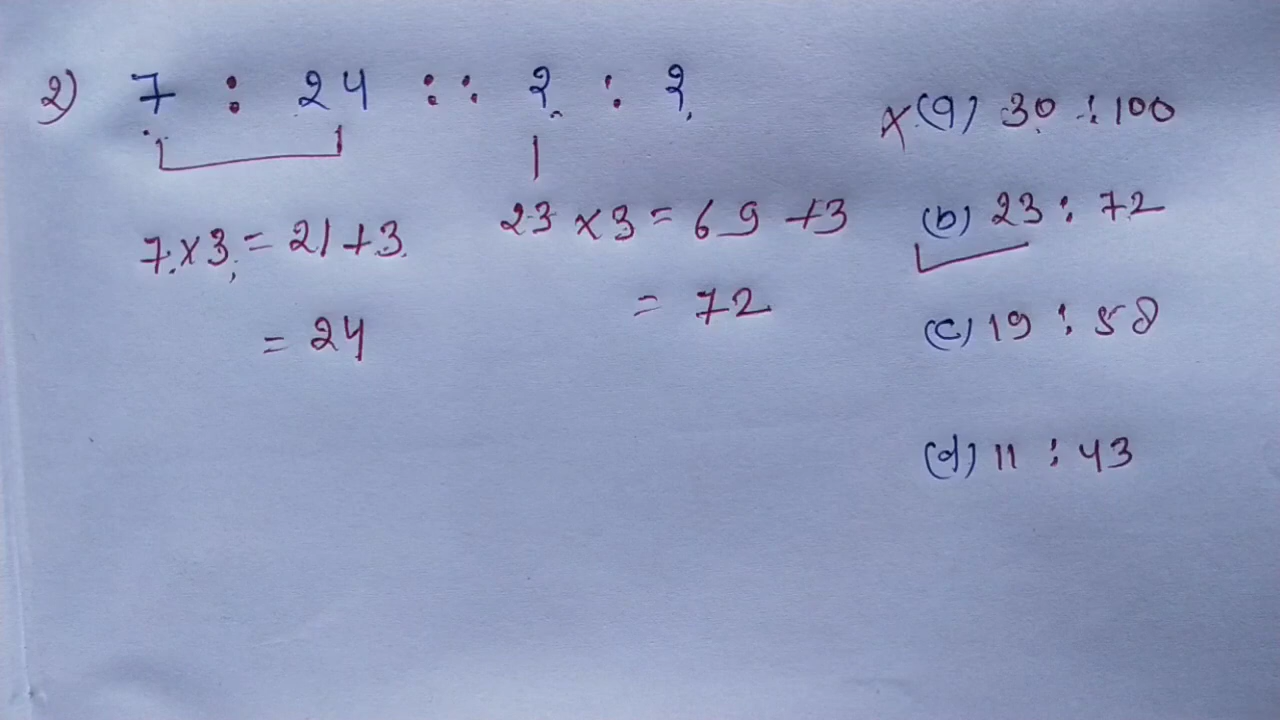 2) 7 : 24 :: ? : ?
7 x 3 = 21 + 3
= 24
23 x 3 = 69 + 3
= 72
x (a) 30 : 100
(b) 23 : 72
(c) 19 : 58
(d) 11 : 43